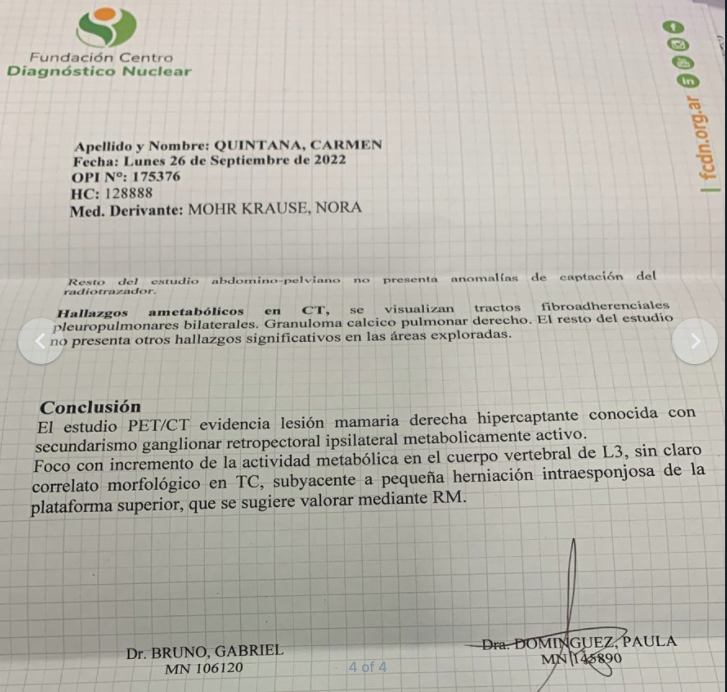 Fundación Centro
Diagnóstico Nuclear
| fcdn.org.ar
Apellido y Nombre: QUINTANA, CARMEN
Fecha: Lunes 26 de Septiembre de 2022
OPI Nº: 175376
HC: 128888
Med. Derivante: MOHR KRAUSE, NORA
Resto del estudio abdomino-pelviano no presenta anomalías de captación del
radiotrazador.
Hallazgos ametabólicos en CT, se visualizan tractos fibroadherenciales
pleuropulmonares bilaterales. Granuloma calcico pulmonar derecho. El resto del estudio
no presenta otros hallazgos significativos en las áreas exploradas.
Conclusión
El estudio PET/CT evidencia lesión mamaria derecha hipercaptante conocida con
secundarismo ganglionar retropectoral ipsilateral metabolicamente activo.
Foco con incremento de la actividad metabólica en el cuerpo vertebral de L3, sin claro
correlato morfológico en TC, subyacente a pequeña herniación intraesponjosa de la
plataforma superior, que se sugiere valorar mediante RM.
Dr. BRUNO, GABRIEL
MN 106120
4 of 4
Dra. DOMINGUEZ, PAULA
MN 145890